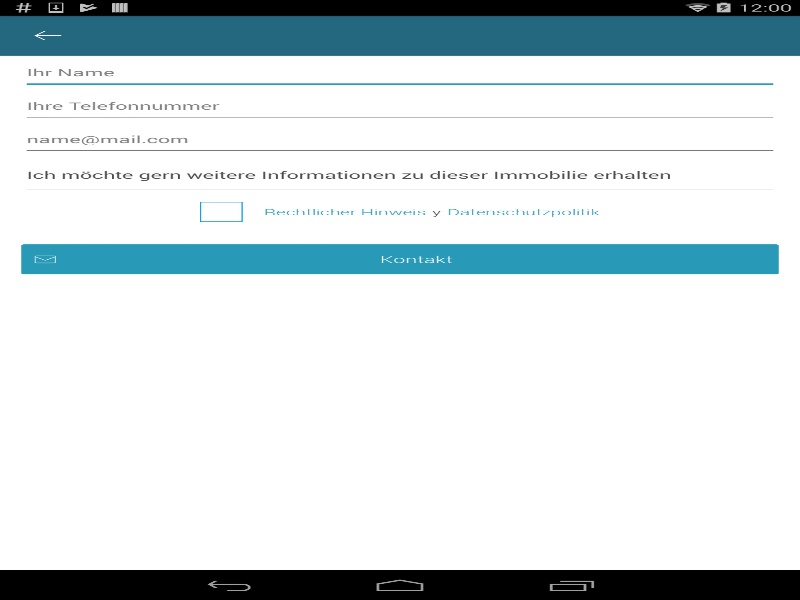 12:00
Ihr Name
Ihre Telefonnummer
name@mail.com
Ich möchte gern weitere Informationen zu dieser Immobilie erhalten
Rechtlicher Hinweis y Datenschutzpolitik
Kontakt